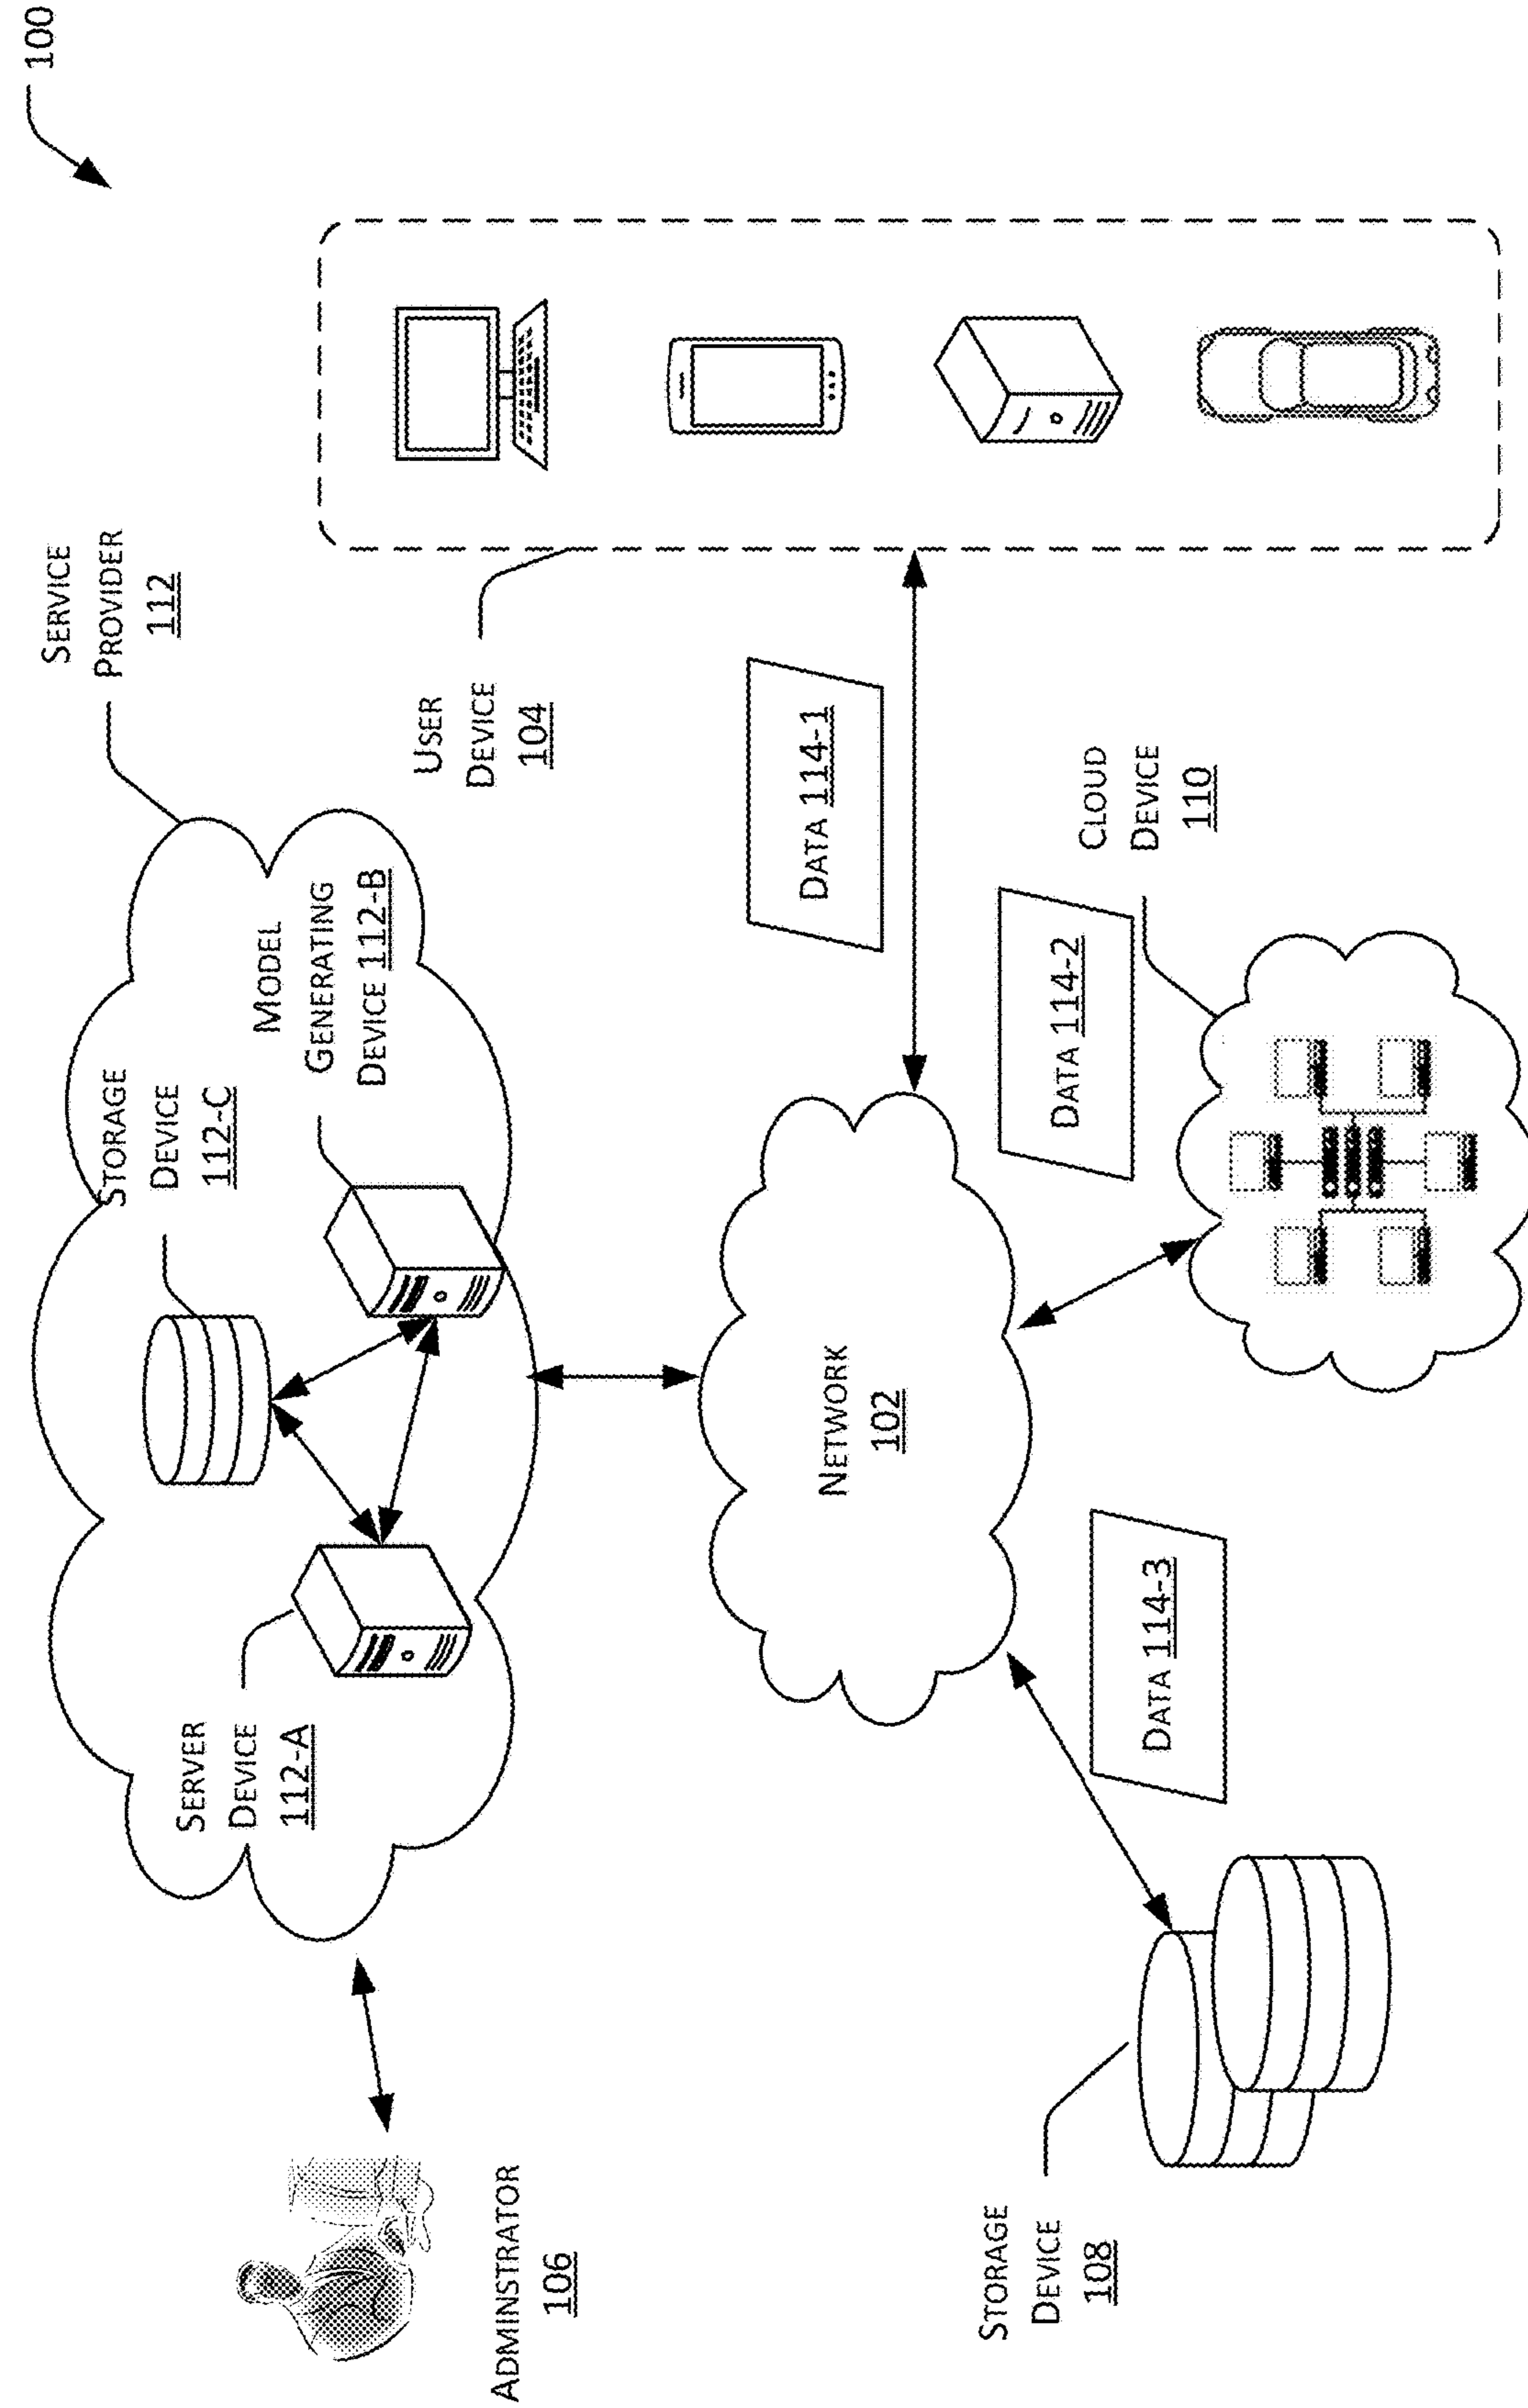 100
SERVICE
PROVIDER
112
STORAGE
DEVICE
112-C
MODEL
GENERATING
DEVICE 112-B
SERVER
DEVICE
112-A
USER
DEVICE
104
ADMINSTRATOR
106
DATA 114-1
NETWORK
102
DATA 114-2
CLOUD
DEVICE
110
DATA 114-3
STORAGE
DEVICE
108